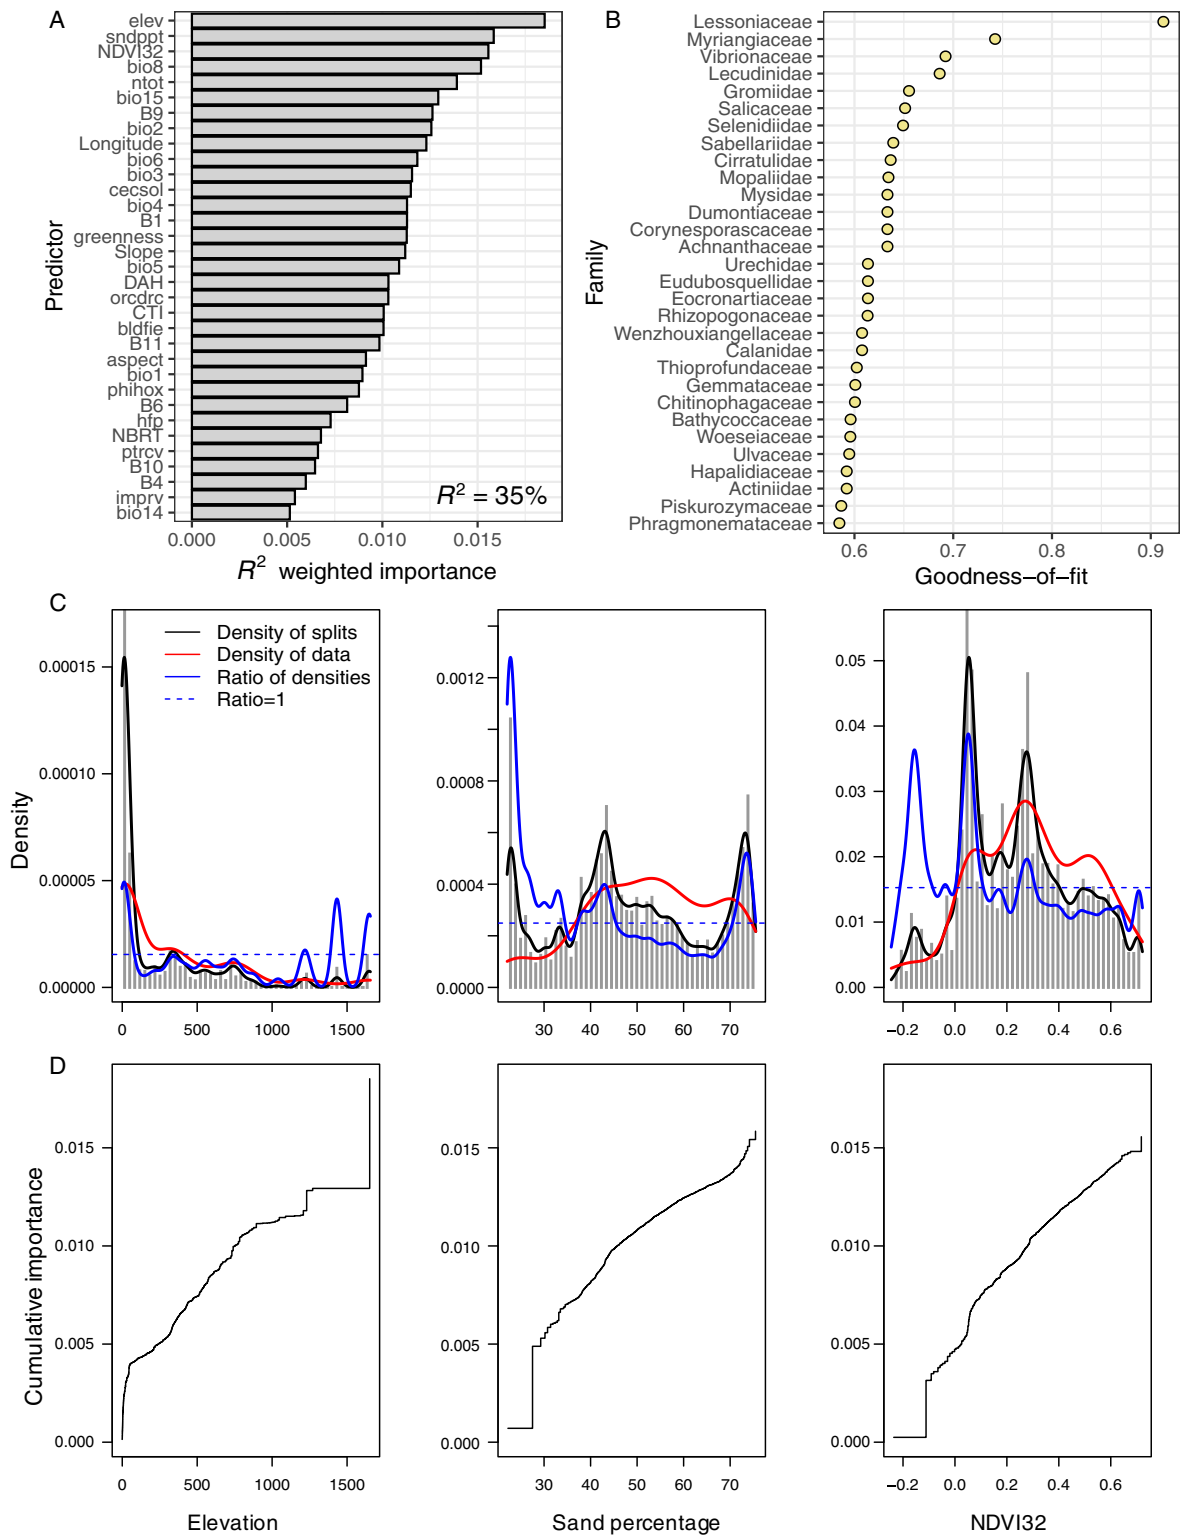 A
elev
sndppt
NDVI32
bio8
ntot
bio15
B9
bio2
Longitude
bio6
bio3
cecsol
bio4
B1
greenness
Slope
bio5
DAH
orcdrc
CTI
bldfie
B11
aspect
bio1
phihox
B6
hfp
NBRT
ptrcv
B10
B4
imprv
bio14
Predictor
R² = 35%
0.000 0.005 0.010 0.015
R² weighted importance
B
Lessoniaceae
Myriangiaceae
Vibrionaceae
Lecudinidae
Gromiidae
Salicaceae
Selenidiidae
Sabellariidae
Cirratulidae
Mopaliidae
Mysidae
Dumontiaceae
Corynesporascaceae
Achnanthaceae
Urechidae
Eudubosquellidae
Eocronartiaceae
Rhizopogonaceae
Wenzhouxiangellaceae
Calanidae
Thioprofundaceae
Gemmataceae
Chitinophagaceae
Bathycoccaceae
Woeseiaceae
Ulvaceae
Hapalidiaceae
Actiniidae
Piskurozymaceae
Phragmonemataceae
Family
0.6 0.7 0.8 0.9
Goodness–of–fit
C
Density of splits
Density of data
Ratio of densities
Ratio=1
Density
0.00015
0.00010
0.00005
0.00000
0 500 1000 1500
0.0012
0.0008
0.0004
0.0000
30 40 50 60 70
0.05
0.04
0.03
0.02
0.01
0.00
−0.2 0.0 0.2 0.4 0.6
D
Cumulative importance
0.015
0.010
0.005
0.000
0 500 1000 1500
Elevation
0.015
0.010
0.005
0.000
30 40 50 60 70
Sand percentage
0.015
0.010
0.005
0.000
−0.2 0.0 0.2 0.4 0.6
NDVI32